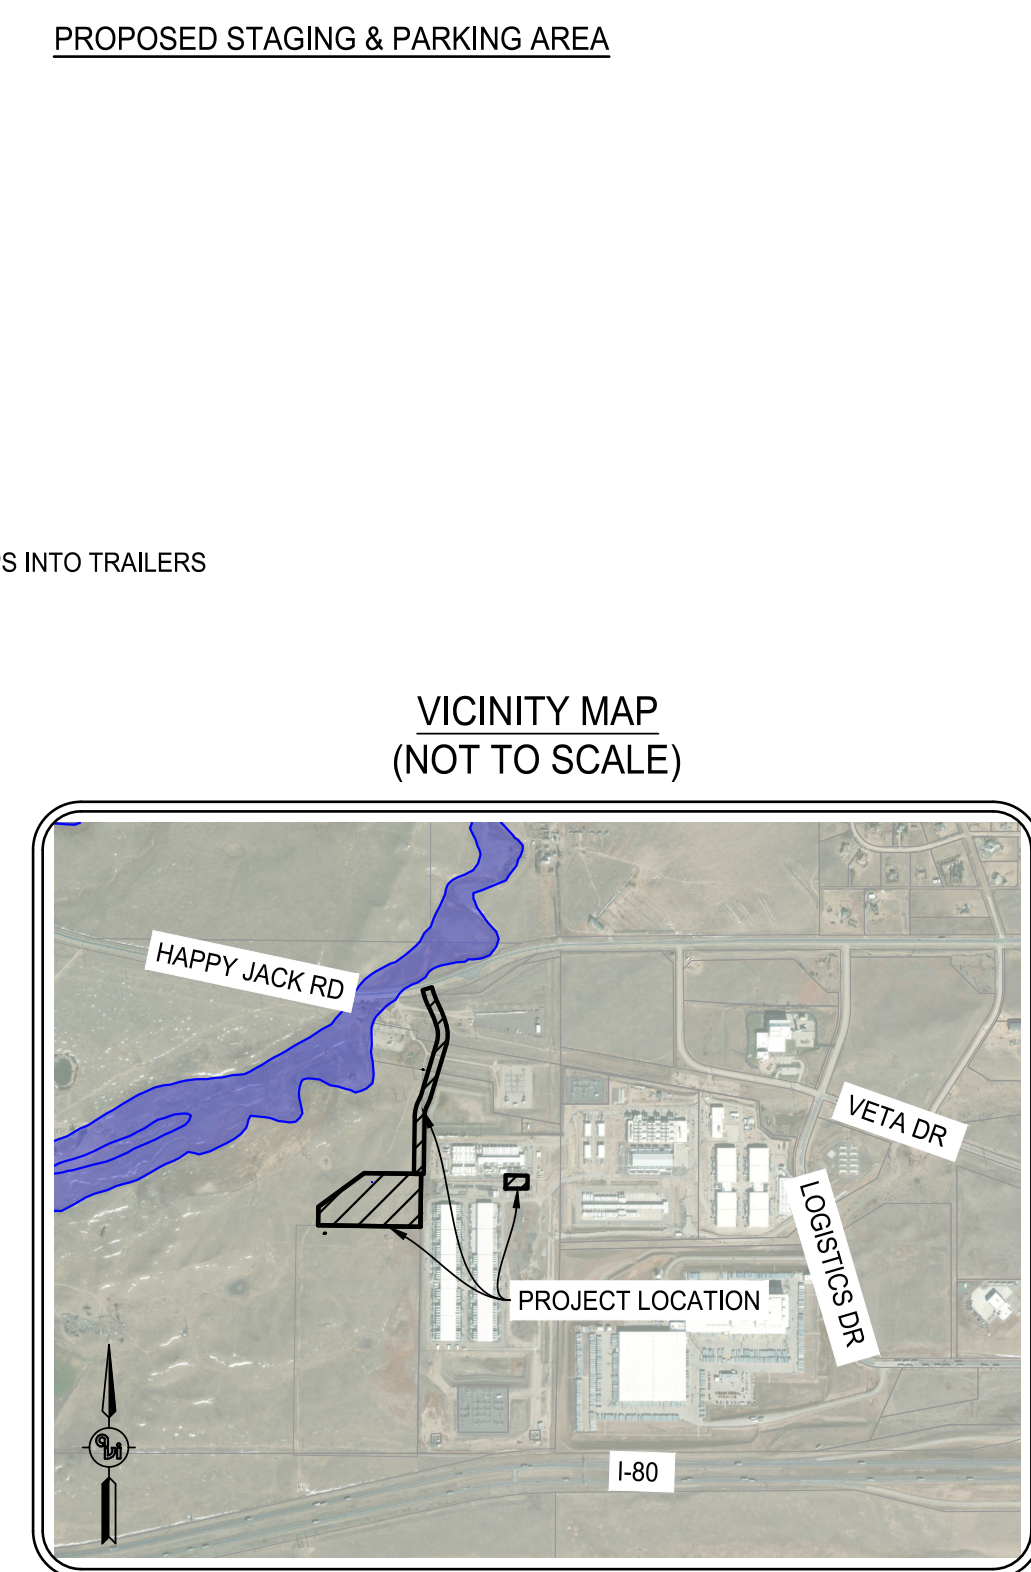 PROPOSED STAGING & PARKING AREA
PS INTO TRAILERS
VICINITY MAP
(NOT TO SCALE)
HAPPY JACK RD
VETA DR
LOGISTICS DR
PROJECT LOCATION
I-80